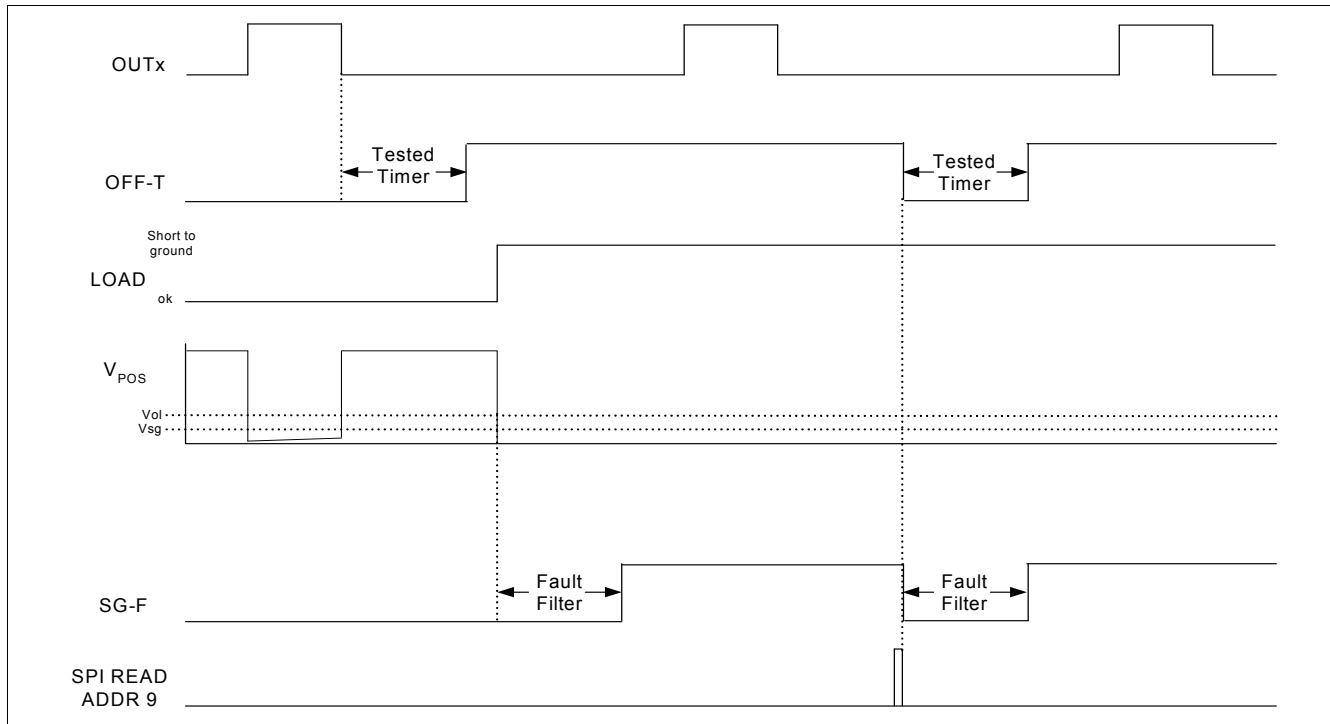 OUTx
Tested
Timer
Tested
Timer
OFF-T
Short to
ground
LOAD
ok
VPOS
Vol
Vsg
Fault
Filter
Fault
Filter
SG-F
SPI READ
ADDR 9